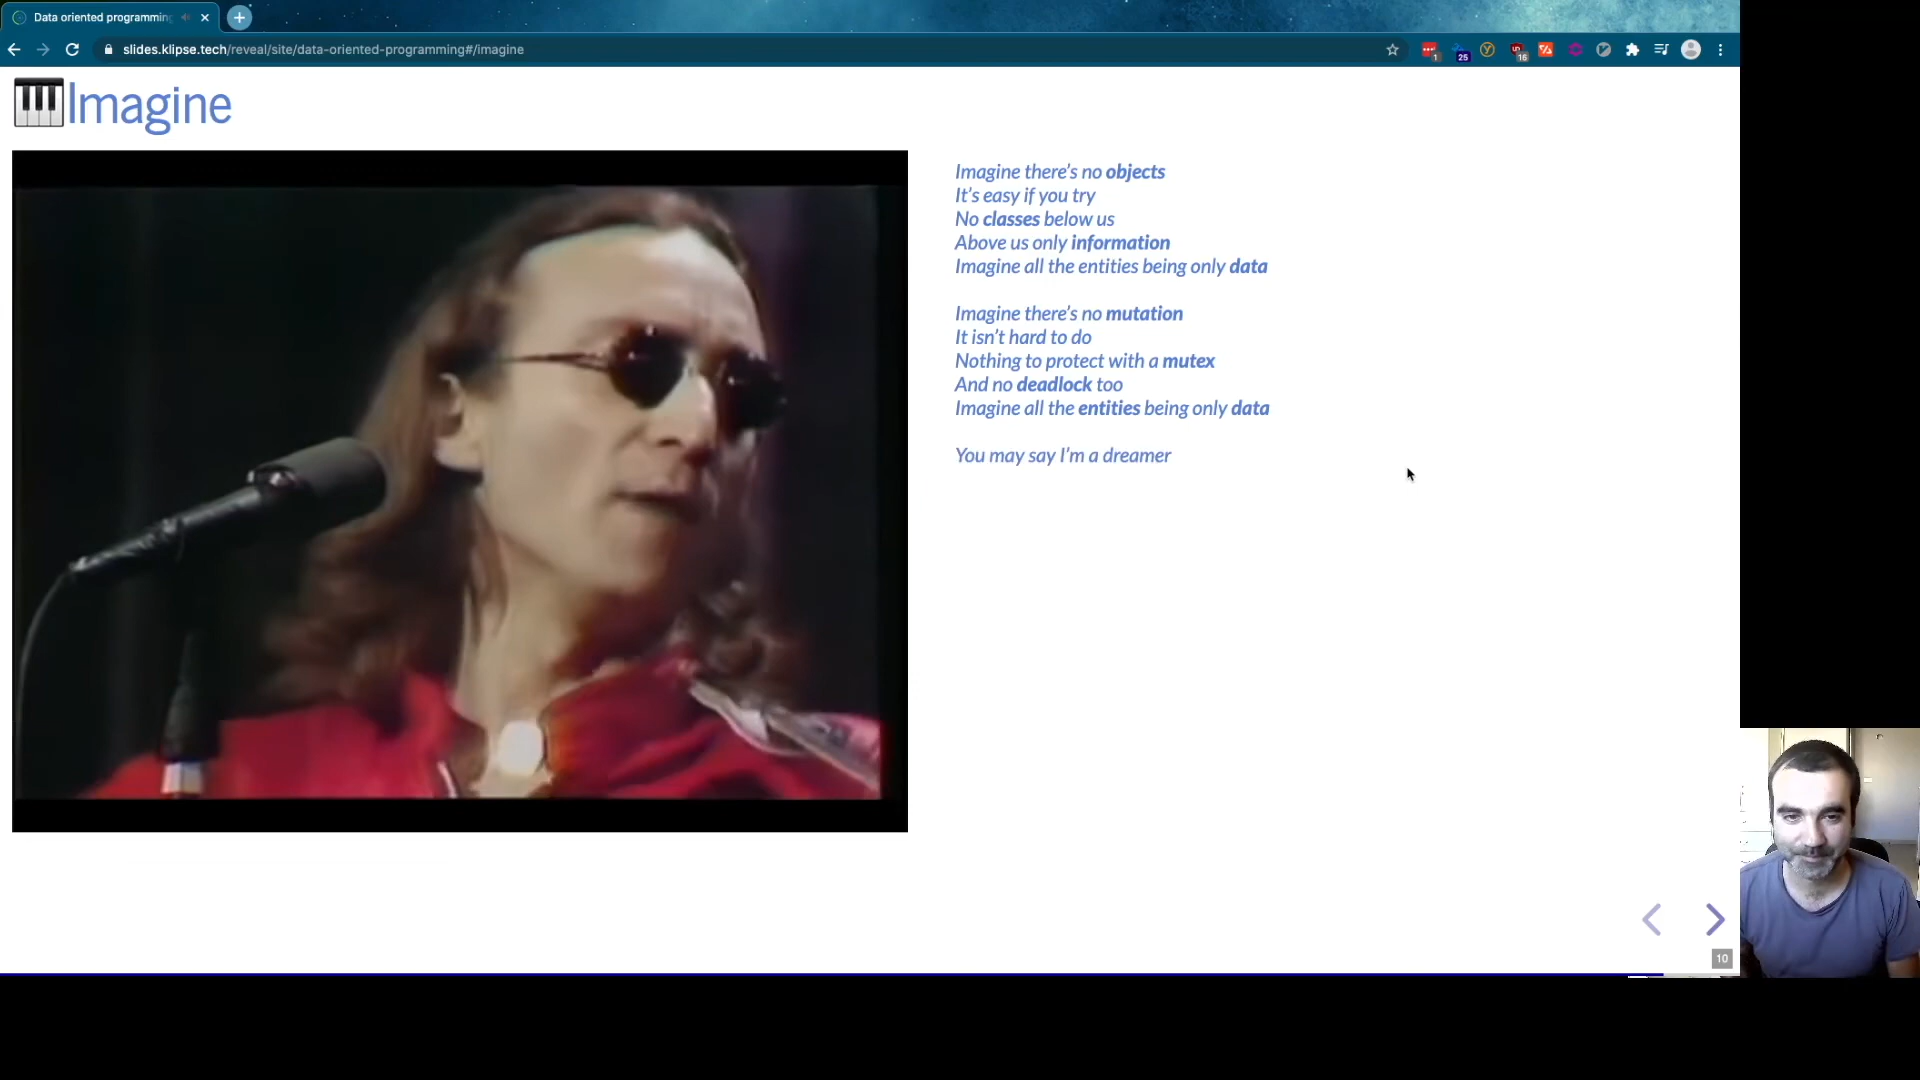 Data oriented programming
slides.klipse.tech/reveal/site/data-oriented-programming#/imagine
1
25
16
Imagine
Imagine there's no objects
It's easy if you try
No classes below us
Above us only information
Imagine all the entities being only data
Imagine there's no mutation
It isn't hard to do
Nothing to protect with a mutex
And no deadlock too
Imagine all the entities being only data
You may say I'm a dreamer
10